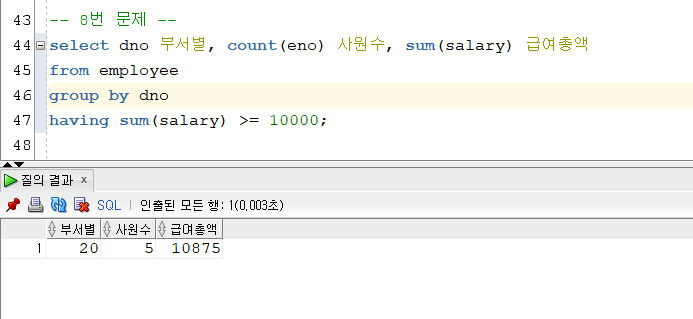 43 -- 8번 문제 --
44 select dno 부서별, count(eno) 사원수, sum(salary) 급여총액
45 from employee
46 group by dno
47 having sum(salary) >= 10000;
48
질의 결과 x
SQL | 인출된 모든 행: 1(0,003초)
부서별 사원수 급여총액
1 20 5 10875